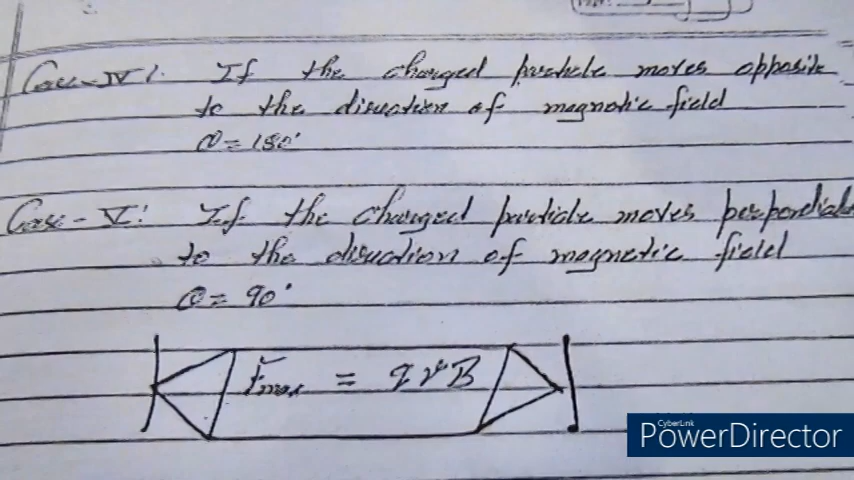 Case-IV: If the charged particle moves opposite
to the direction of magnetic field
θ = 180°
Case-V: If the charged particle moves perpendicular
to the direction of magnetic field
θ = 90°
Fmax = qvB
CyberLink
PowerDirector